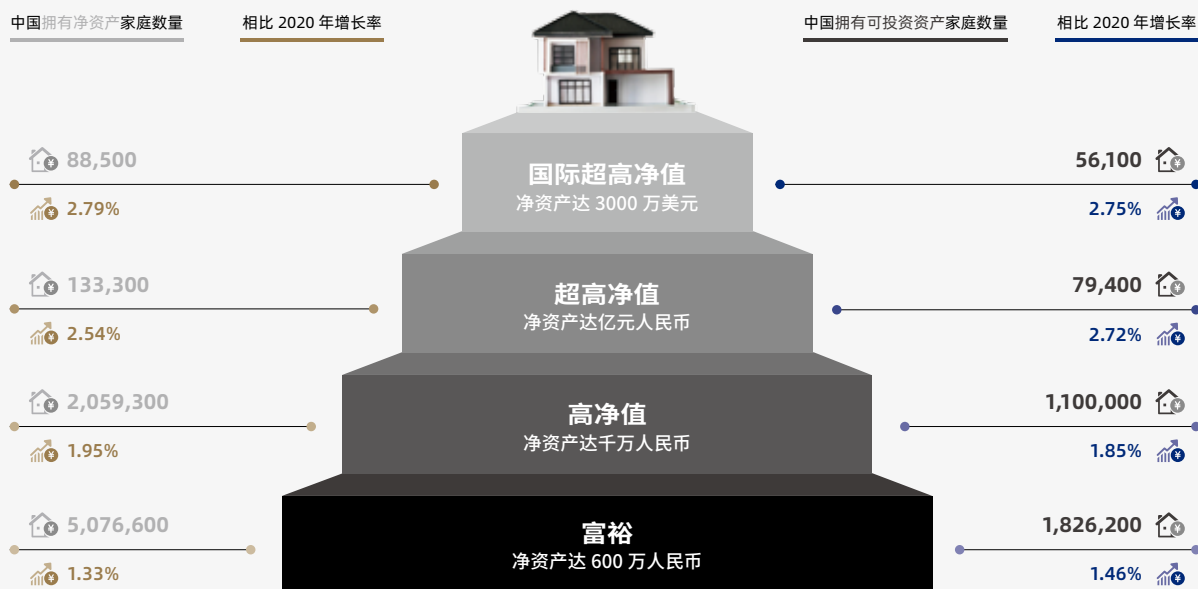 中国拥有净资产家庭数量
相比 2020 年增长率
中国拥有可投资资产家庭数量
相比 2020 年增长率
88,500
2.79%
国际超高净值
净资产达 3000 万美元
56,100
2.75%
133,300
2.54%
超高净值
净资产达亿元人民币
79,400
2.72%
2,059,300
1.95%
高净值
净资产达千万人民币
1,100,000
1.85%
5,076,600
1.33%
富裕
净资产达 600 万人民币
1,826,200
1.46%